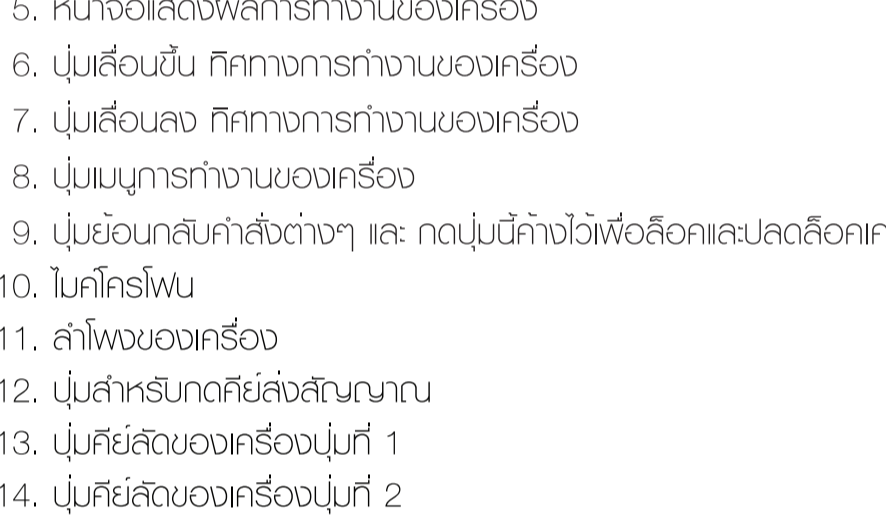 5. หน้าจอแสดงผลการทำงานของเครื่อง
6. ปุ่มเลื่อนขึ้น ทิศทางการทำงานของเครื่อง
7. ปุ่มเลื่อนลง ทิศทางการทำงานของเครื่อง
8. ปุ่มเมนูการทำงานของเครื่อง
9. ปุ่มย้อนกลับคำสั่งต่างๆ และ กดปุ่มนี้ค้างไว้เพื่อล็อคและปลดล็อค
10. ไมค์โครโฟน
11. ลำโพงของเครื่อง
12. ปุ่มสำหรับกดคีย์ส่งสัญญาณ
13. ปุ่มคีย์ลัดของเครื่องปุ่มที่ 1
14. ปุ่มคีย์ลัดของเครื่องปุ่มที่ 2